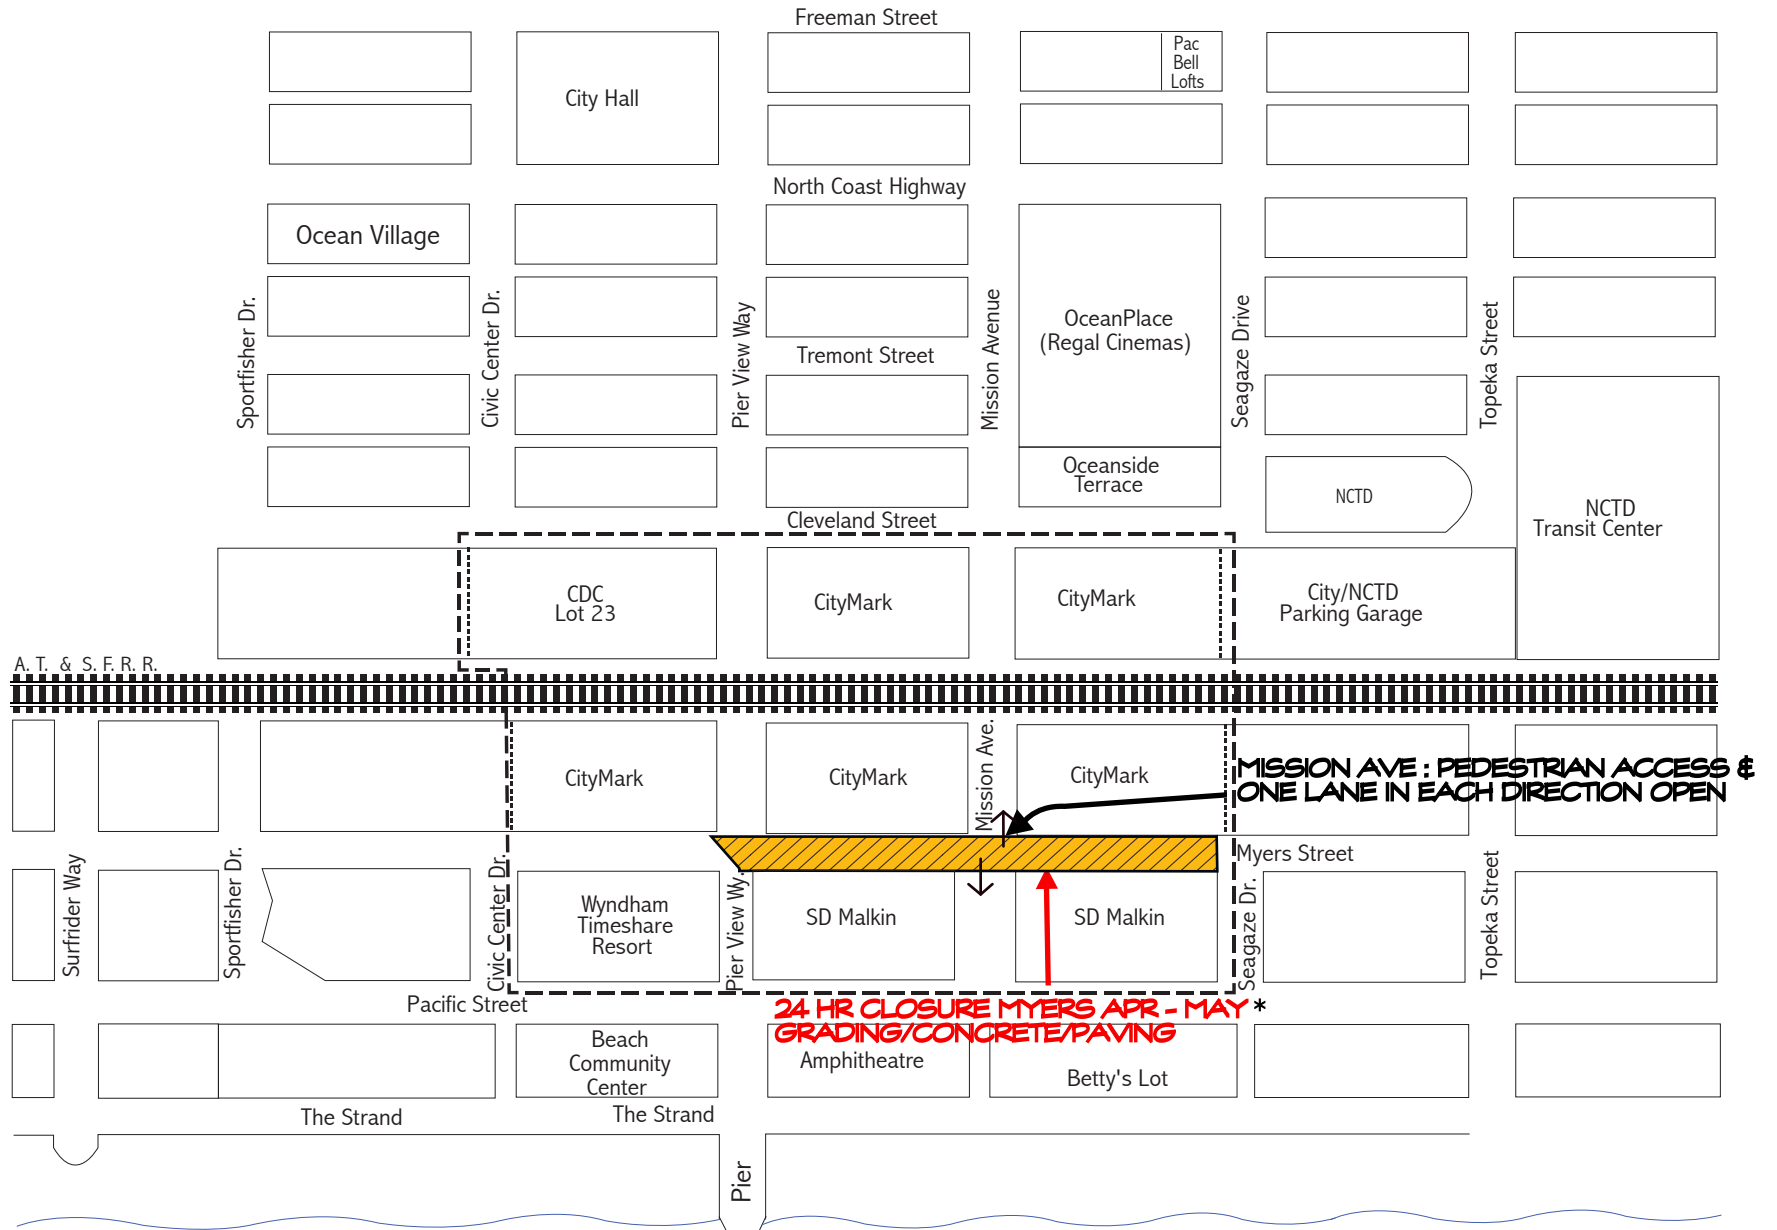 Freeman Street
Pac
Bell
Lofts
City Hall
North Coast Highway
Ocean Village
Sportfisher Dr.
Civic Center Dr.
Pier View Way
Mission Avenue
OceanPlace
(Regal Cinemas)
Seagaze Drive
Topeka Street
Tremont Street
Oceanside
Terrace
NCTD
NCTD
Transit Center
Cleveland Street
CDC
Lot 23
CityMark
CityMark
City/NCTD
Parking Garage
A. T. & S. F. R. R.
CityMark
CityMark
Mission Ave.
CityMark
MISSION AVE : PEDESTRIAN ACCESS &
ONE LANE IN EACH DIRECTION OPEN
Myers Street
Surfrider Way
Sportfisher Dr.
Civic Center Dr.
Wyndham
Timeshare
Resort
Pier View Wy.
SD Malkin
SD Malkin
Seagaze Dr.
Topeka Street
Pacific Street
24 HR CLOSURE MYERS APR - MAY *
GRADING/CONCRETE/PAVING
Beach
Community
Center
Amphitheatre
Betty's Lot
The Strand
The Strand
Pier